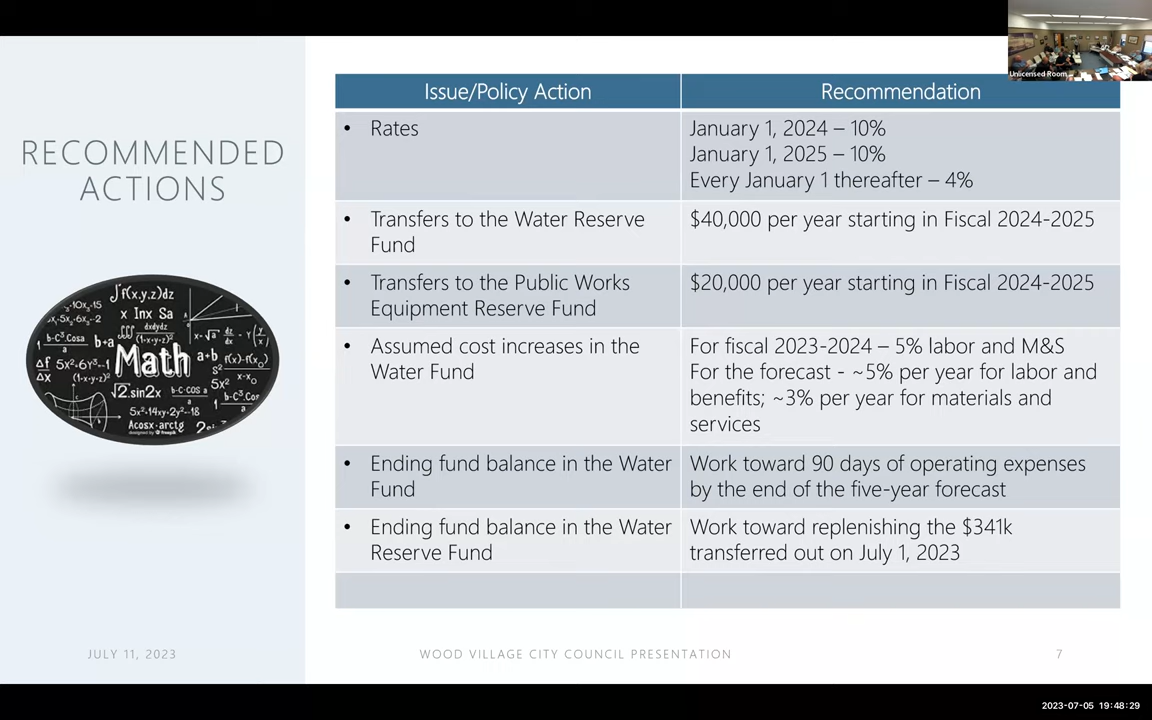 Unlicensed Room
RECOMMENDED
ACTIONS
Math
Issue/Policy Action
Recommendation
• Rates
January 1, 2024 – 10%
January 1, 2025 – 10%
Every January 1 thereafter – 4%
• Transfers to the Water Reserve
Fund
$40,000 per year starting in Fiscal 2024-2025
• Transfers to the Public Works
Equipment Reserve Fund
$20,000 per year starting in Fiscal 2024-2025
• Assumed cost increases in the
Water Fund
For fiscal 2023-2024 – 5% labor and M&S
For the forecast - ~5% per year for labor and
benefits; ~3% per year for materials and
services
• Ending fund balance in the Water
Fund
Work toward 90 days of operating expenses
by the end of the five-year forecast
• Ending fund balance in the Water
Reserve Fund
Work toward replenishing the $341k
transferred out on July 1, 2023
JULY 11, 2023
WOOD VILLAGE CITY COUNCIL PRESENTATION
7
2023-07-05 19:48:29